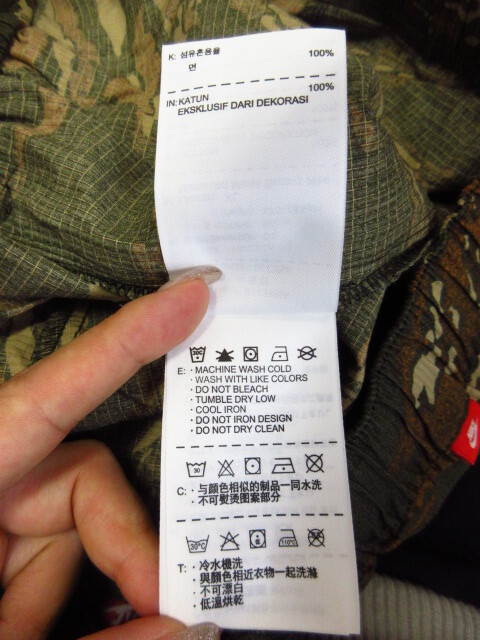 K: 섬유혼용율 100%
면
IN: KATUN 100%
EKSKLUSIF DARI DEKORASI
E: · MACHINE WASH COLD
· WASH WITH LIKE COLORS
· DO NOT BLEACH
· TUMBLE DRY LOW
· COOL IRON
· DO NOT IRON DESIGN
· DO NOT DRY CLEAN
30
C: · 与颜色相似的制品一同水洗
· 不可熨烫图案部分
30°C 110°C
T: · 冷水機洗
· 與顏色相近衣物一起洗滌
· 不可漂白
· 低溫烘乾